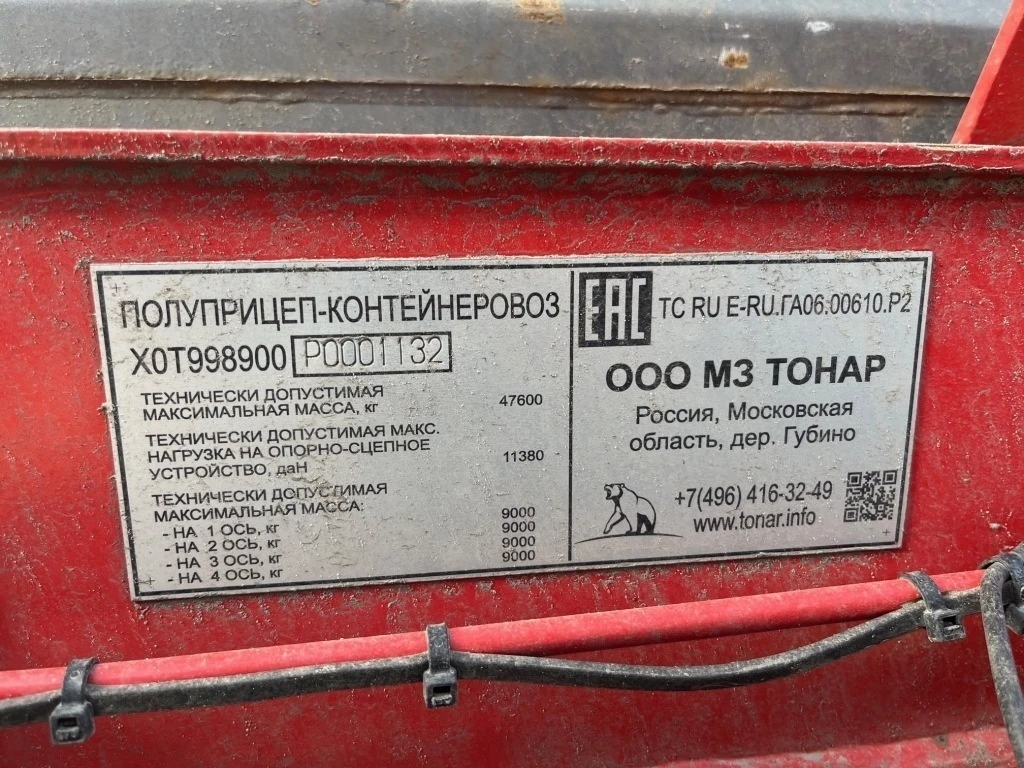 ПОЛУПРИЦЕП-КОНТЕЙНЕРОВОЗ
X0T998900 P0001132
ТЕХНИЧЕСКИ ДОПУСТИМАЯ
МАКСИМАЛЬНАЯ МАССА, кг 47600
ТЕХНИЧЕСКИ ДОПУСТИМАЯ МАКС.
НАГРУЗКА НА ОПОРНО-СЦЕПНОЕ
УСТРОЙСТВО, даН 11380
ТЕХНИЧЕСКИ ДОПУСТИМАЯ
МАКСИМАЛЬНАЯ МАССА:
- НА 1 ОСЬ, кг 9000
- НА 2 ОСЬ, кг 9000
- НА 3 ОСЬ, кг 9000
- НА 4 ОСЬ, кг 9000
EAC TC RU E-RU.ГА06.00610.P2
ООО МЗ ТОНАР
Россия, Московская
область, дер. Губино
+7(496) 416-32-49
www.tonar.info